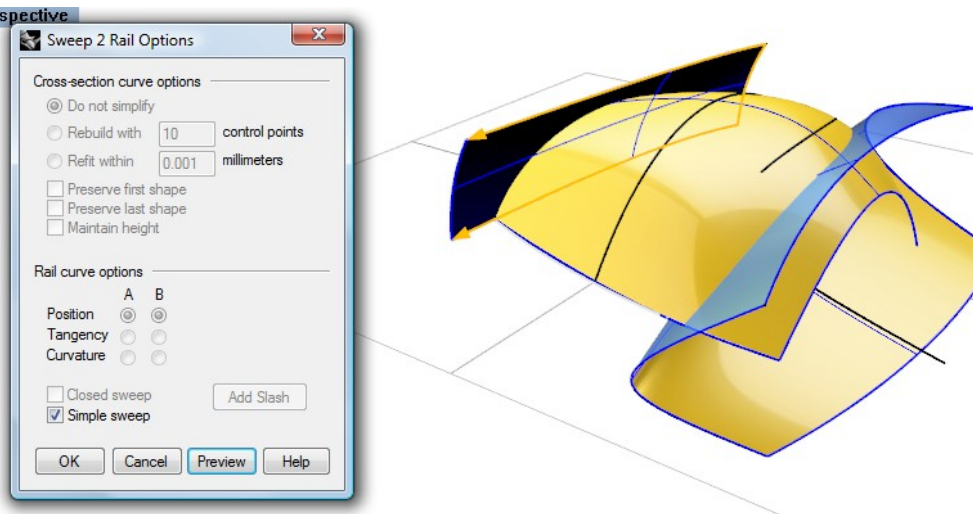 spective
Sweep 2 Rail Options
Cross-section curve options
Do not simplify
Rebuild with 10 control points
Refit within 0.001 millimeters
Preserve first shape
Preserve last shape
Maintain height
Rail curve options
A B
Position
Tangency
Curvature
Closed sweep Add Slash
Simple sweep
OK Cancel Preview Help